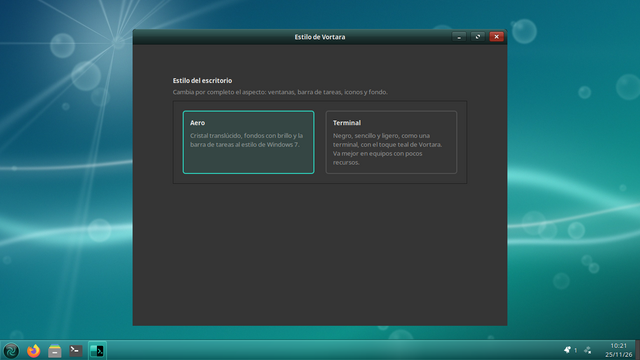 Estilo de Vortara
Estilo del escritorio
Cambia por completo el aspecto: ventanas, barra de tareas, iconos y fondo.
Aero
Cristal translúcido, fondos con brillo y la
barra de tareas al estilo de Windows 7.
Terminal
Negro, sencillo y ligero, como una
terminal, con el toque teal de Vortara.
Va mejor en equipos con pocos
recursos.
1
10:21
25/11/26